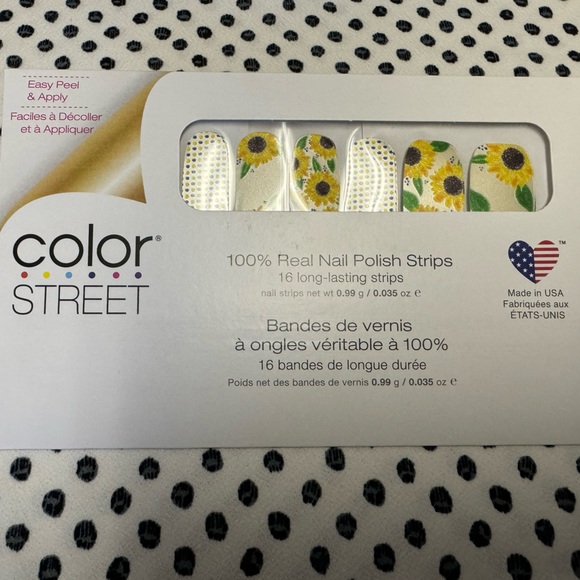 Easy Peel
& Apply
Faciles à Décoller
et à Appliquer
color®
STREET
100% Real Nail Polish Strips
16 long-lasting strips
nail strips net wt 0.99 g / 0.035 oz ℮
Bandes de vernis
à ongles véritable à 100%
16 bandes de longue durée
Poids net des bandes de vernis 0.99 g / 0.035 oz ℮
™
Made in USA
Fabriquées aux
ÉTATS-UNIS